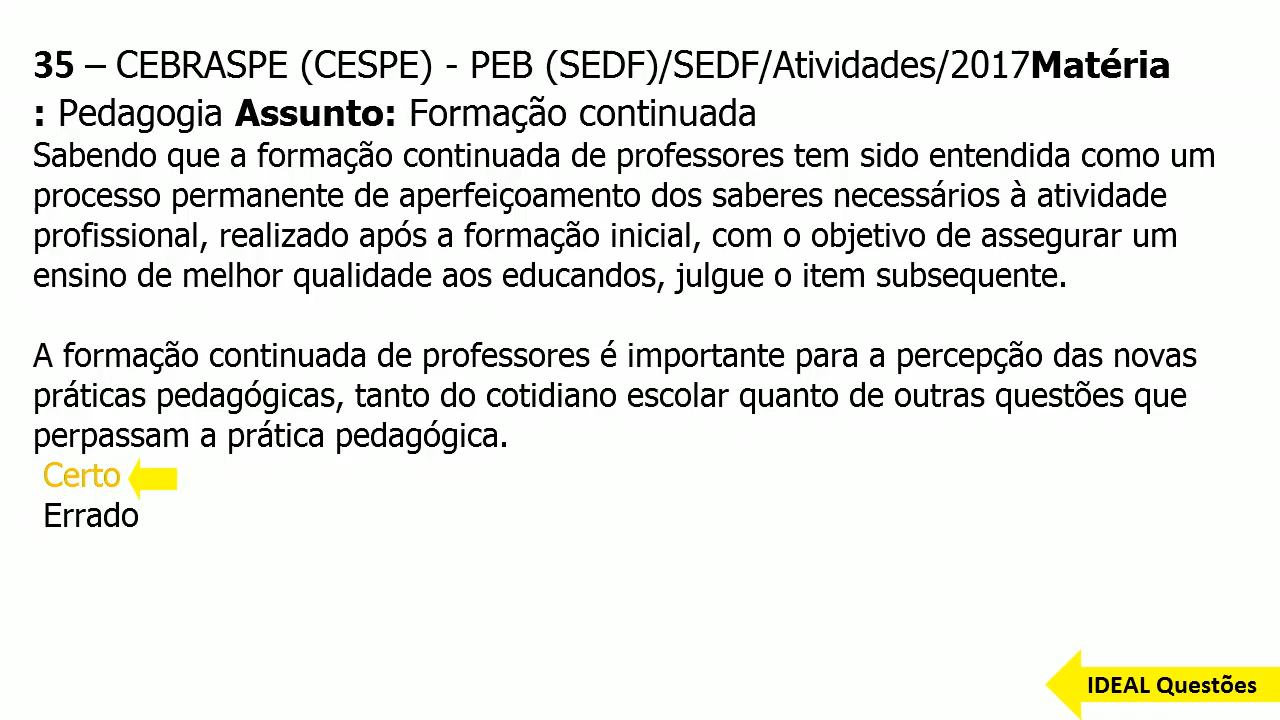 35 – CEBRASPE (CESPE) - PEB (SEDF)/SEDF/Atividades/2017Matéria
: Pedagogia Assunto: Formação continuada
Sabendo que a formação continuada de professores tem sido entendida como um
processo permanente de aperfeiçoamento dos saberes necessários à atividade
profissional, realizado após a formação inicial, com o objetivo de assegurar um
ensino de melhor qualidade aos educandos, julgue o item subsequente.
A formação continuada de professores é importante para a percepção das novas
práticas pedagógicas, tanto do cotidiano escolar quanto de outras questões que
perpassam a prática pedagógica.
Certo
Errado
IDEAL Questões